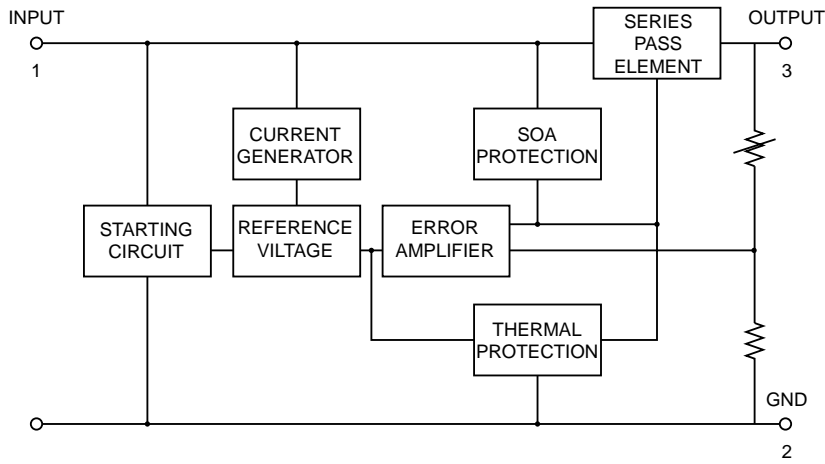 INPUT
1
SERIES
PASS
ELEMENT
OUTPUT
3
CURRENT
GENERATOR
SOA
PROTECTION
STARTING
CIRCUIT
REFERENCE
VILTAGE
ERROR
AMPLIFIER
THERMAL
PROTECTION
GND
2